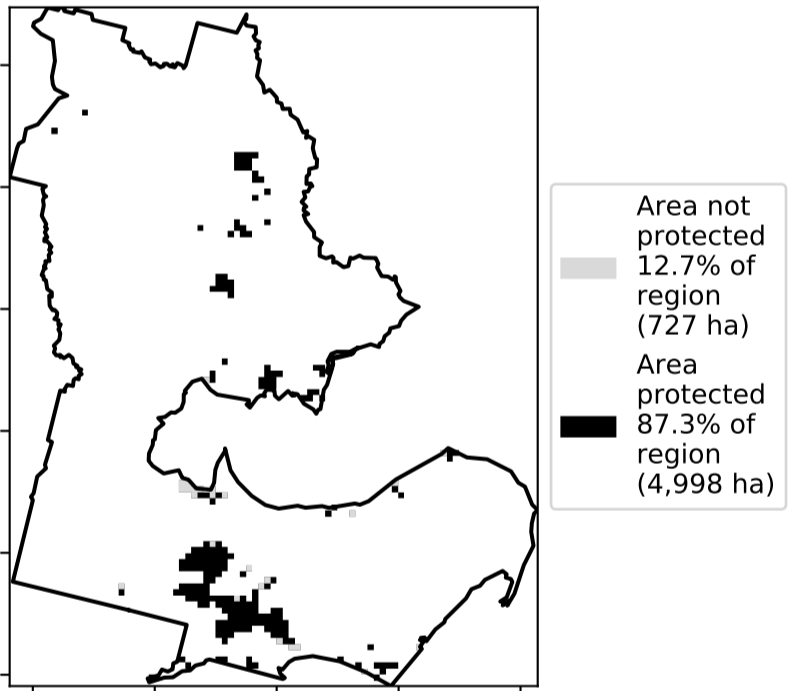 Area not
protected
12.7% of
region
(727 ha)
Area
protected
87.3% of
region
(4,998 ha)